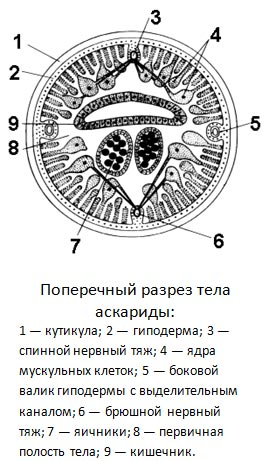 3
4
1
2
9
5
8
7
6
Поперечный разрез тела
аскариды:
1 — кутикула; 2 — гиподерма; 3 —
спинной нервный тяж; 4 — ядра
мускульных клеток; 5 — боковой
валик гиподермы с выделительным
каналом; 6 — брюшной нервный
тяж; 7 — яичники; 8 — первичная
полость тела; 9 — кишечник.